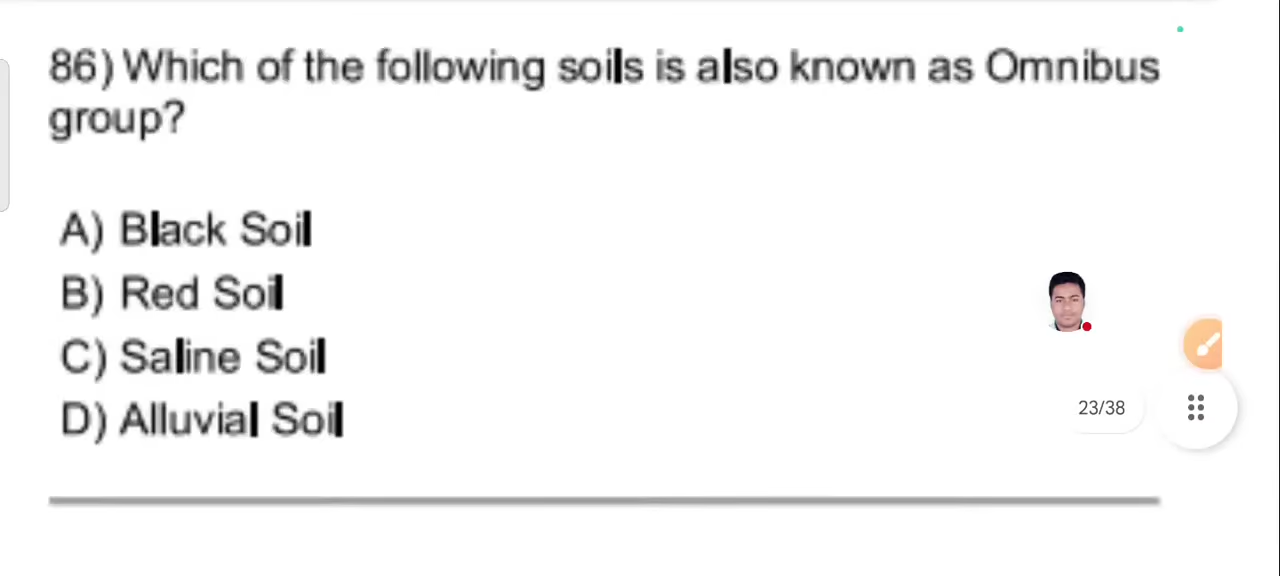 86) Which of the following soils is also known as Omnibus
group?
A) Black Soil
B) Red Soil
C) Saline Soil
D) Alluvial Soil
23/38